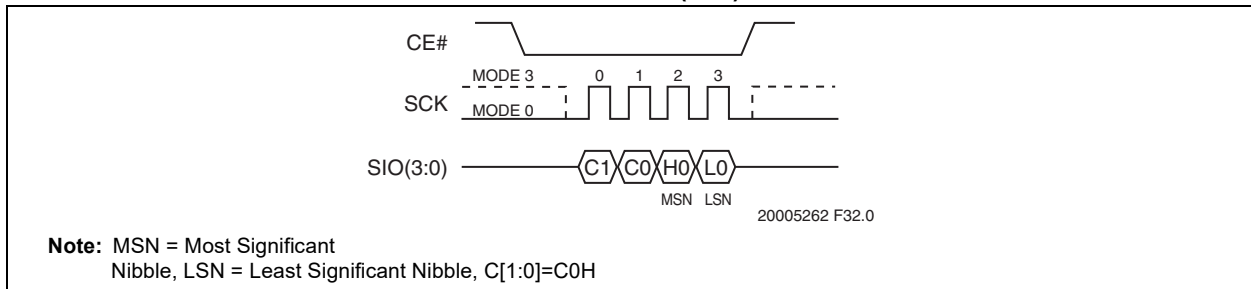 CE#
MODE 3 0 1 2 3
SCK
MODE 0
SIO(3:0) C1 C0 H0 L0
MSN LSN
20005262 F32.0
Note: MSN = Most Significant
Nibble, LSN = Least Significant Nibble, C[1:0]=C0H